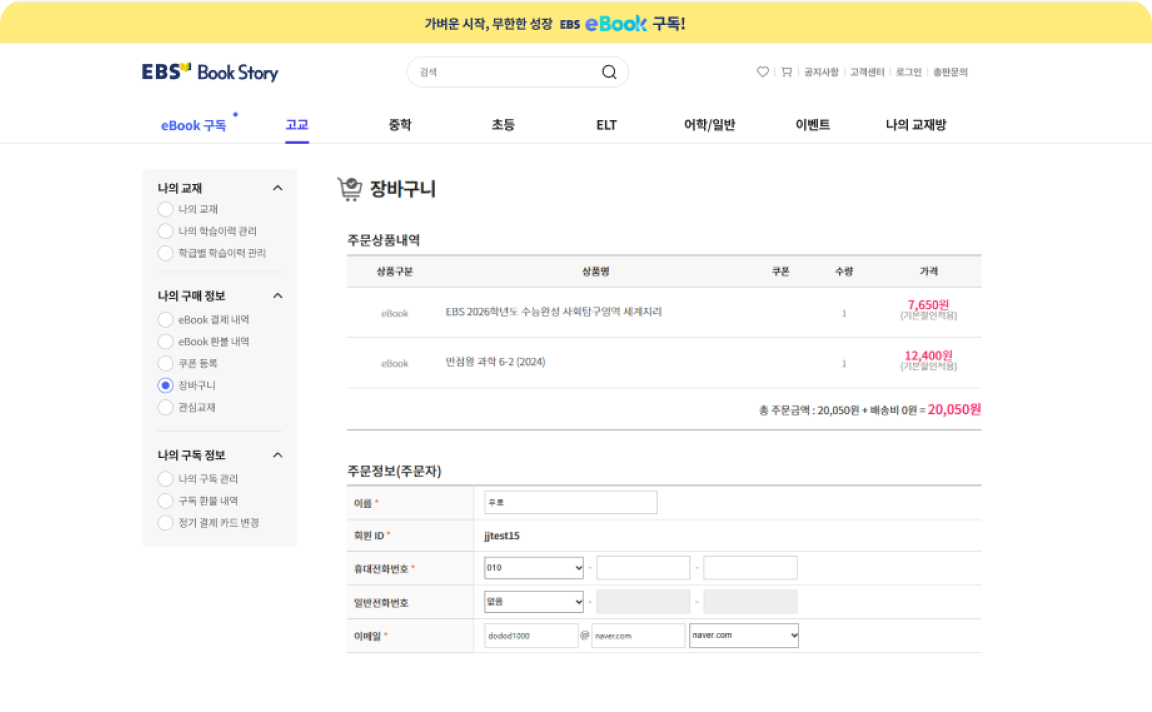 가벼운 시작, 무한한 성장 EBS eBook 구독!
EBS Book Story
검색
공지사항 고객센터 로그인 총판문의
eBook 구독 고교 중학 초등 ELT 어학/일반 이벤트 나의 교재방
나의 교재
나의 교재
나의 학습이력 관리
학급별 학습이력 관리
나의 구매 정보
eBook 결제 내역
eBook 환불 내역
쿠폰 등록
장바구니
관심교재
나의 구독 정보
나의 구독 관리
구독 환불 내역
정기 결제 카드 변경
장바구니
주문상품내역
상품구분 상품명 쿠폰 수량 가격
eBook EBS 2026학년도 수능완성 사회탐구영역 세계지리 1 7,650원
(기본할인적용)
eBook 만점왕 과학 6-2 (2024) 1 12,400원
(기본할인적용)
총 주문금액 : 20,050원 + 배송비 0원 = 20,050원
주문정보(주문자)
이름 * 무료
회원 ID * jjtest15
휴대전화번호 * 010 - -
일반전화번호 없음 - -
이메일 * dodod1000 @ naver.com naver.com